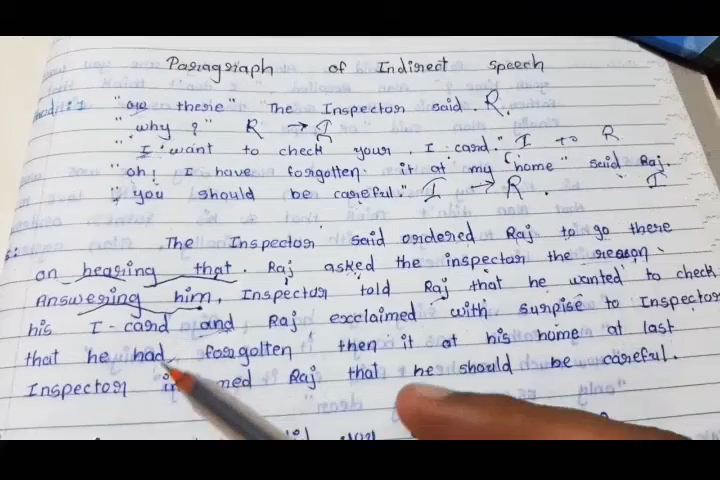 Paragraph of Indirect speech
"Go there" The Inspector said R.
"why?" R → I
"I want to check your I card." I to R
"oh! I have forgotten it at my home" said Raj.
"you should be careful." I → R. I
The Inspector said ordered Raj to go there
on hearing that. Raj asked the inspector the reason.
Answering him, Inspector told Raj that he wanted to check
his I-card and Raj exclaimed with surprise to Inspector
that he had forgotten then it at his home at last
Inspector Raj that he should be careful.